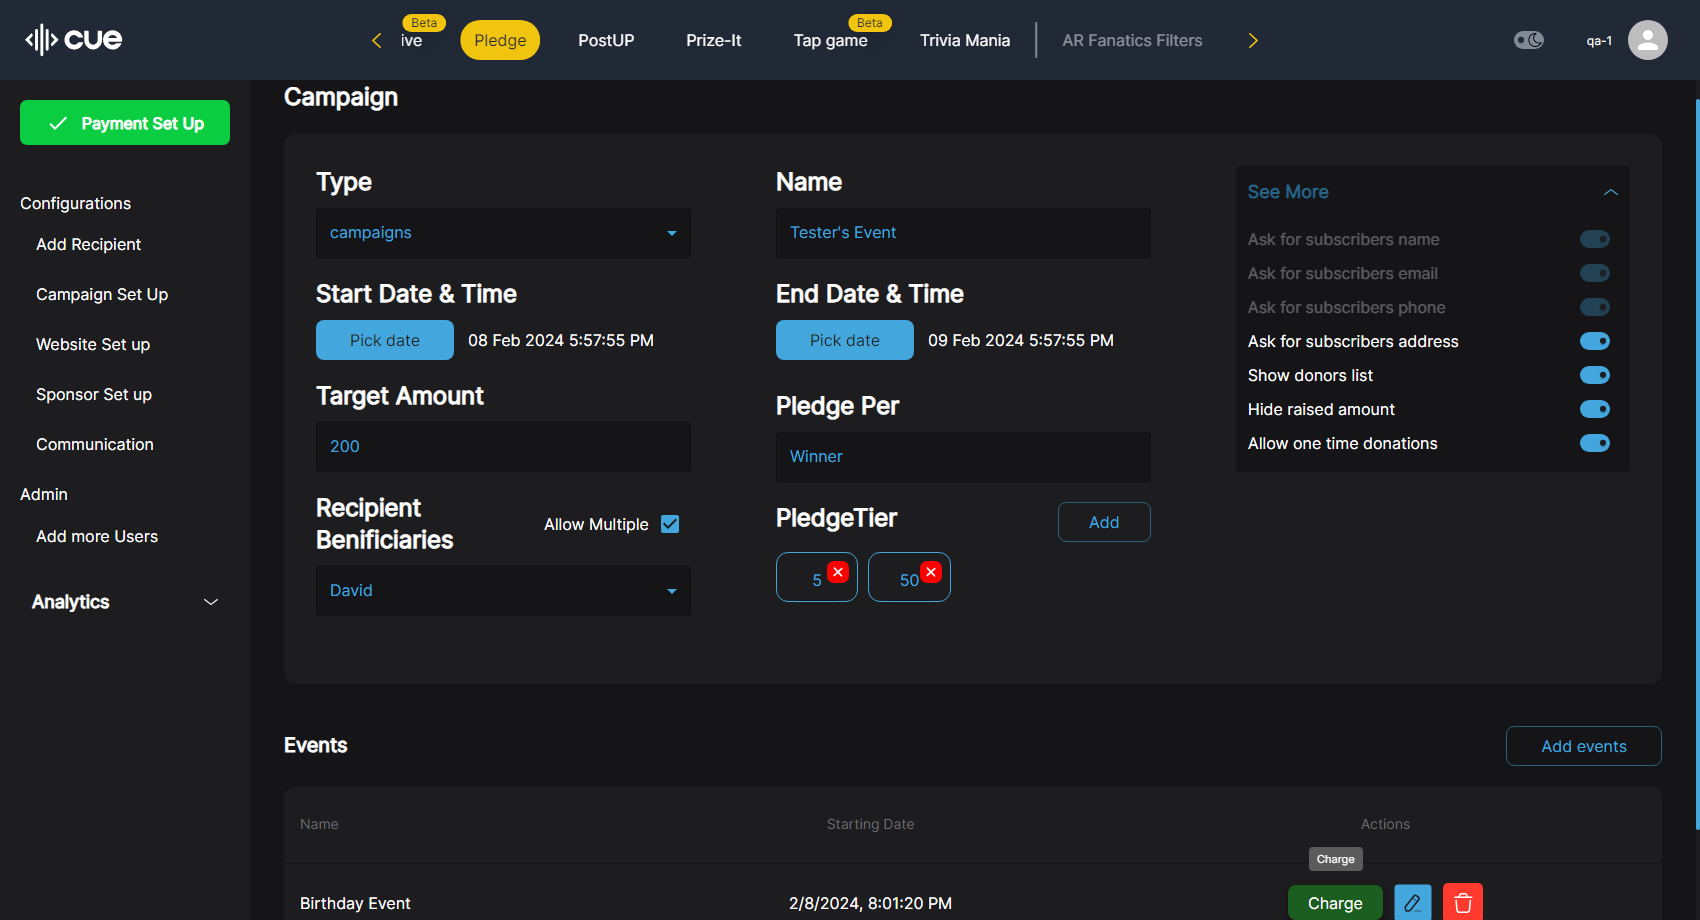 cue
ive
Beta
Pledge
PostUP
Prize-It
Tap game
Beta
Trivia Mania
AR Fanatics Filters
qa-1
Payment Set Up
Configurations
Add Recipient
Campaign Set Up
Website Set up
Sponsor Set up
Communication
Admin
Add more Users
Analytics
Campaign
Type
campaigns
Name
Tester's Event
Start Date & Time
Pick date
08 Feb 2024 5:57:55 PM
End Date & Time
Pick date
09 Feb 2024 5:57:55 PM
Target Amount
200
Pledge Per
Winner
Recipient
Benificiaries
Allow Multiple
David
PledgeTier
Add
5
50
See More
Ask for subscribers name
Ask for subscribers email
Ask for subscribers phone
Ask for subscribers address
Show donors list
Hide raised amount
Allow one time donations
Events
Add events
Name
Starting Date
Actions
Charge
Birthday Event
2/8/2024, 8:01:20 PM
Charge